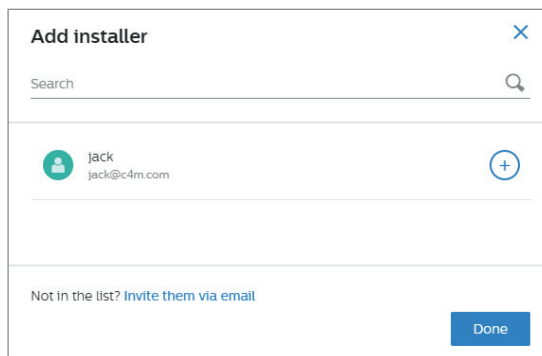 Add installer
Search
jack
jack@c4m.com
Not in the list? Invite them via email
Done